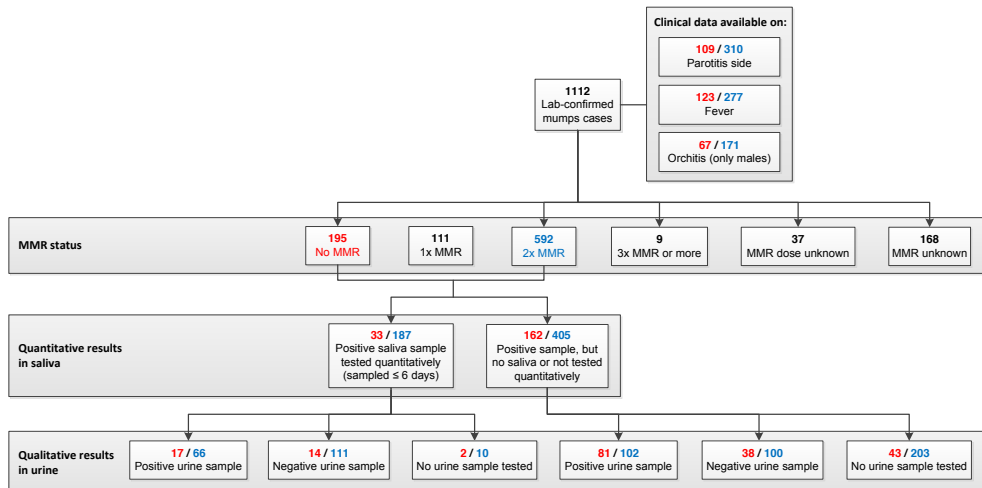 Clinical data available on:
109 / 310
Parotitis side
123 / 277
Fever
67 / 171
Orchitis (only males)
1112
Lab-confirmed
mumps cases
MMR status
195
No MMR
111
1x MMR
592
2x MMR
9
3x MMR or more
37
MMR dose unknown
168
MMR unknown
Quantitative results
in saliva
33 / 187
Positive saliva sample
tested quantitatively
(sampled ≤ 6 days)
162 / 405
Positive sample, but
no saliva or not tested
quantitatively
Qualitative results
in urine
17 / 66
Positive urine sample
14 / 111
Negative urine sample
2 / 10
No urine sample tested
81 / 102
Positive urine sample
38 / 100
Negative urine sample
43 / 203
No urine sample tested